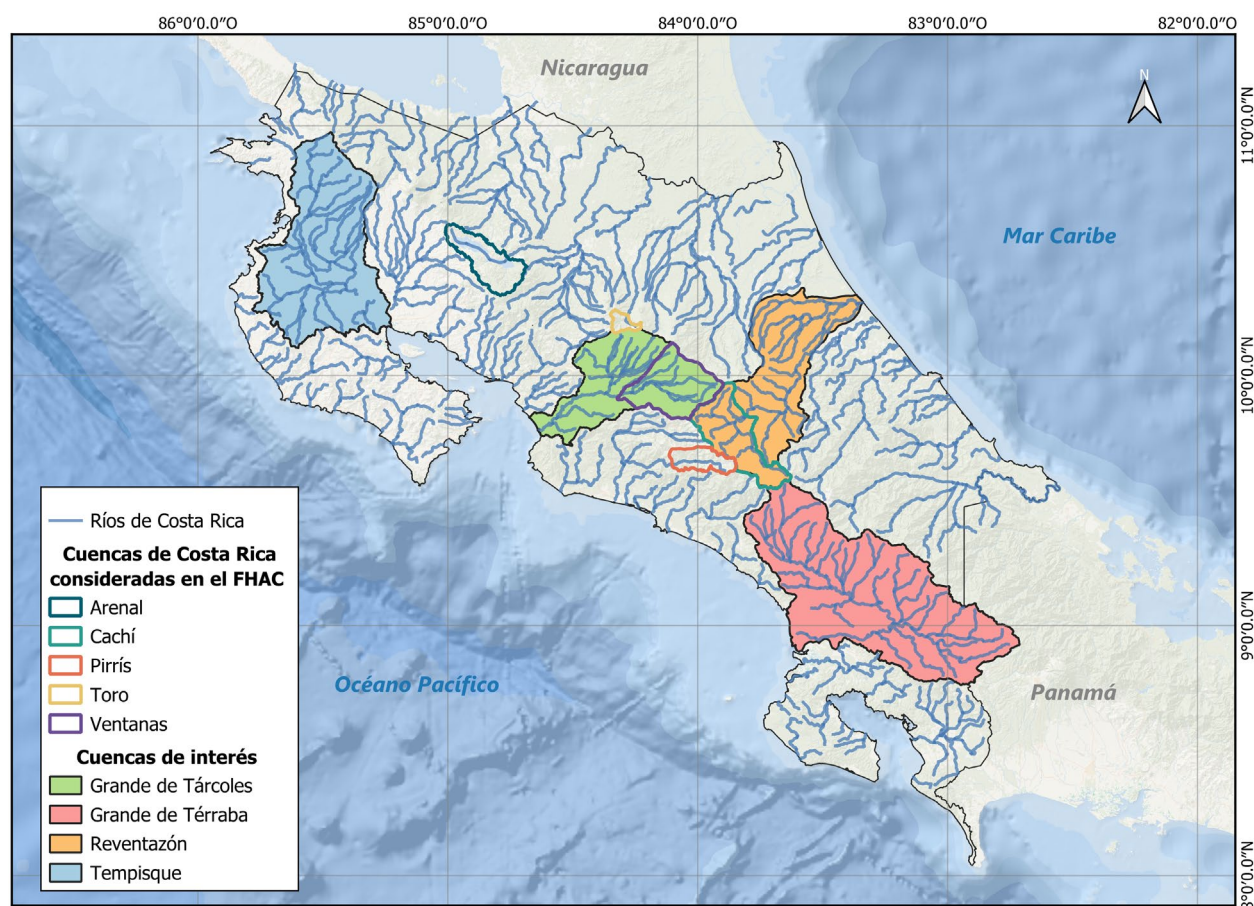 86°0'0.0"O
85°0'0.0"O
84°0'0.0"O
83°0'0.0"O
82°0'0.0"O
Nicaragua
N
11°0'0.0"N
Mar Caribe
10°0'0.0"N
Ríos de Costa Rica
Cuencas de Costa Rica
consideradas en el FHAC
Arenal
Cachí
Pirrís
Toro
Ventanas
Cuencas de interés
Grande de Tárcoles
Grande de Térraba
Reventazón
Tempisque
9°0'0.0"N
Océano Pacífico
Panamá
8°0'0.0"N